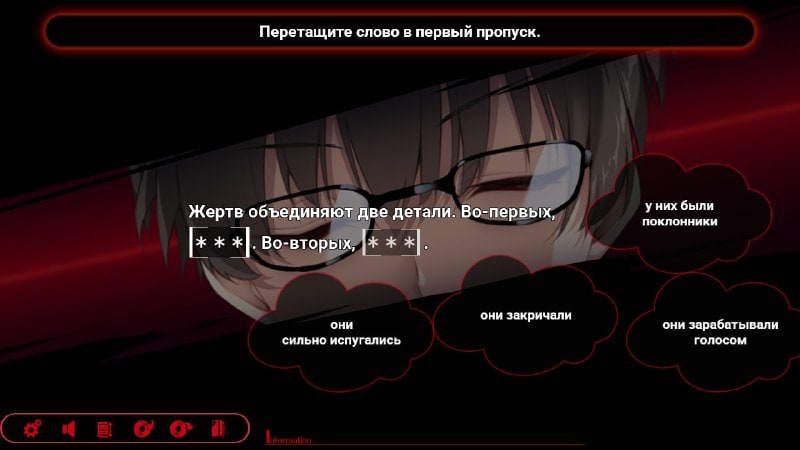 Перетащите слово в первый пропуск.
Жертв объединяют две детали. Во-первых,
[***]. Во-вторых, [***].
у них были
поклонники
они закричали
они
сильно испугались
они зарабатывали
голосом
Information